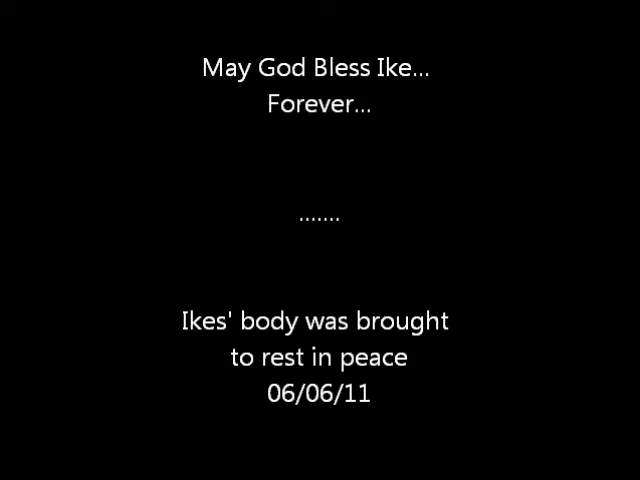 May God Bless Ike...
Forever...
.......
Ikes' body was brought
to rest in peace
06/06/11